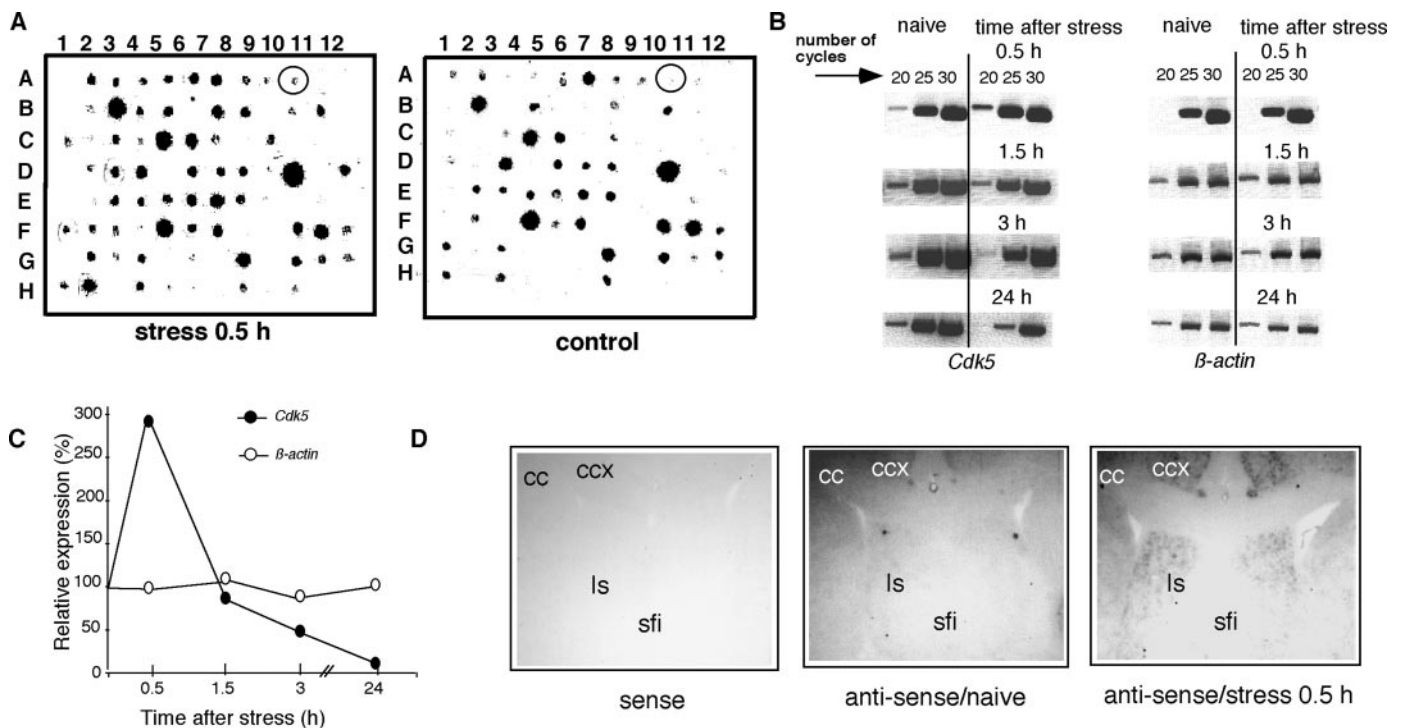 A
1 2 3 4 5 6 7 8 9 10 11 12
A
B
C
D
E
F
G
H
stress 0.5 h
1 2 3 4 5 6 7 8 9 10 11 12
A
B
C
D
E
F
G
H
control
B
naive time after stress
number of cycles
0.5 h
20 25 30 20 25 30
1.5 h
3 h
24 h
Cdk5
naive time after stress
0.5 h
20 25 30 20 25 30
1.5 h
3 h
24 h
ß-actin
C
Relative expression (%)
300
250
200
150
100
50
0
Cdk5
ß-actin
0.5 1.5 3 24
Time after stress (h)
D
CC CCX
ls
sfi
sense
CC CCX
ls
sfi
anti-sense/naive
CC CCX
ls
sfi
anti-sense/stress 0.5 h